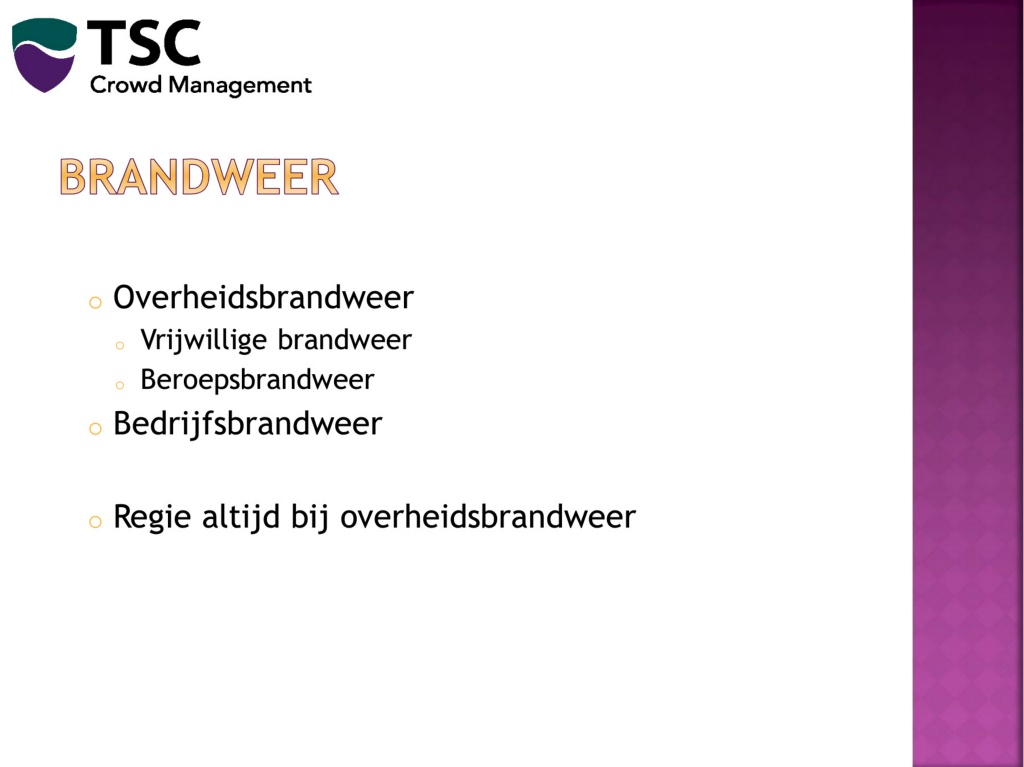 TSC
Crowd Management
BRANDWEER
o Overheidsbrandweer
o Vrijwillige brandweer
o Beroepsbrandweer
o Bedrijfsbrandweer
o Regie altijd bij overheidsbrandweer